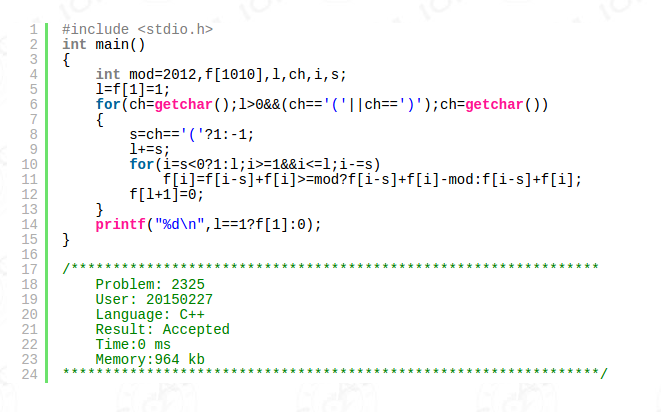 1 #include <stdio.h>
2 int main()
3 {
4     int mod=2012,f[1010],l,ch,i,s;
5     l=f[1]=1;
6     for(ch=getchar();l>0&&(ch=='('||ch==')');ch=getchar())
7     {
8         s=ch=='('?1:-1;
9         l+=s;
10         for(i=s<0?1:l;i>=1&&i<=l;i-=s)
11             f[i]=f[i-s]+f[i]>=mod?f[i-s]+f[i]-mod:f[i-s]+f[i];
12         f[l+1]=0;
13     }
14     printf("%d\n",l==1?f[1]:0);
15 }
16
17 /***************************************************************
18     Problem: 2325
19     User: 20150227
20     Language: C++
21     Result: Accepted
22     Time:0 ms
23     Memory:964 kb
24 ****************************************************************/